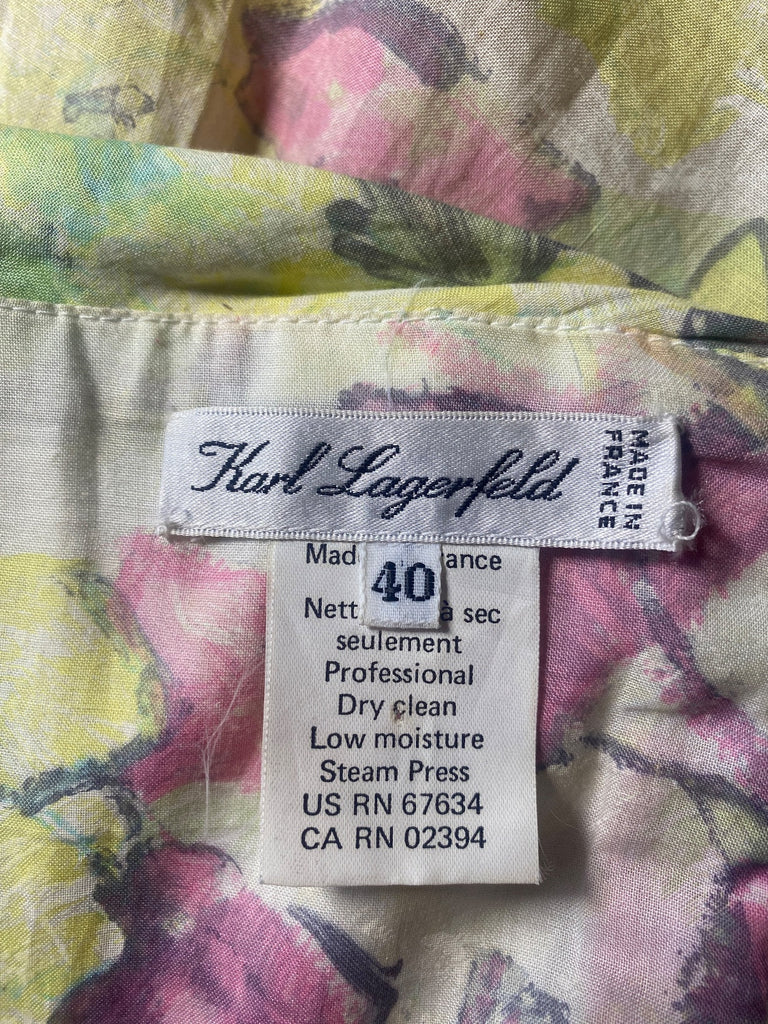 Karl Lagerfeld
MADE IN
FRANCE
40
Mad ance
Nett à sec
seulement
Professional
Dry clean
Low moisture
Steam Press
US RN 67634
CA RN 02394